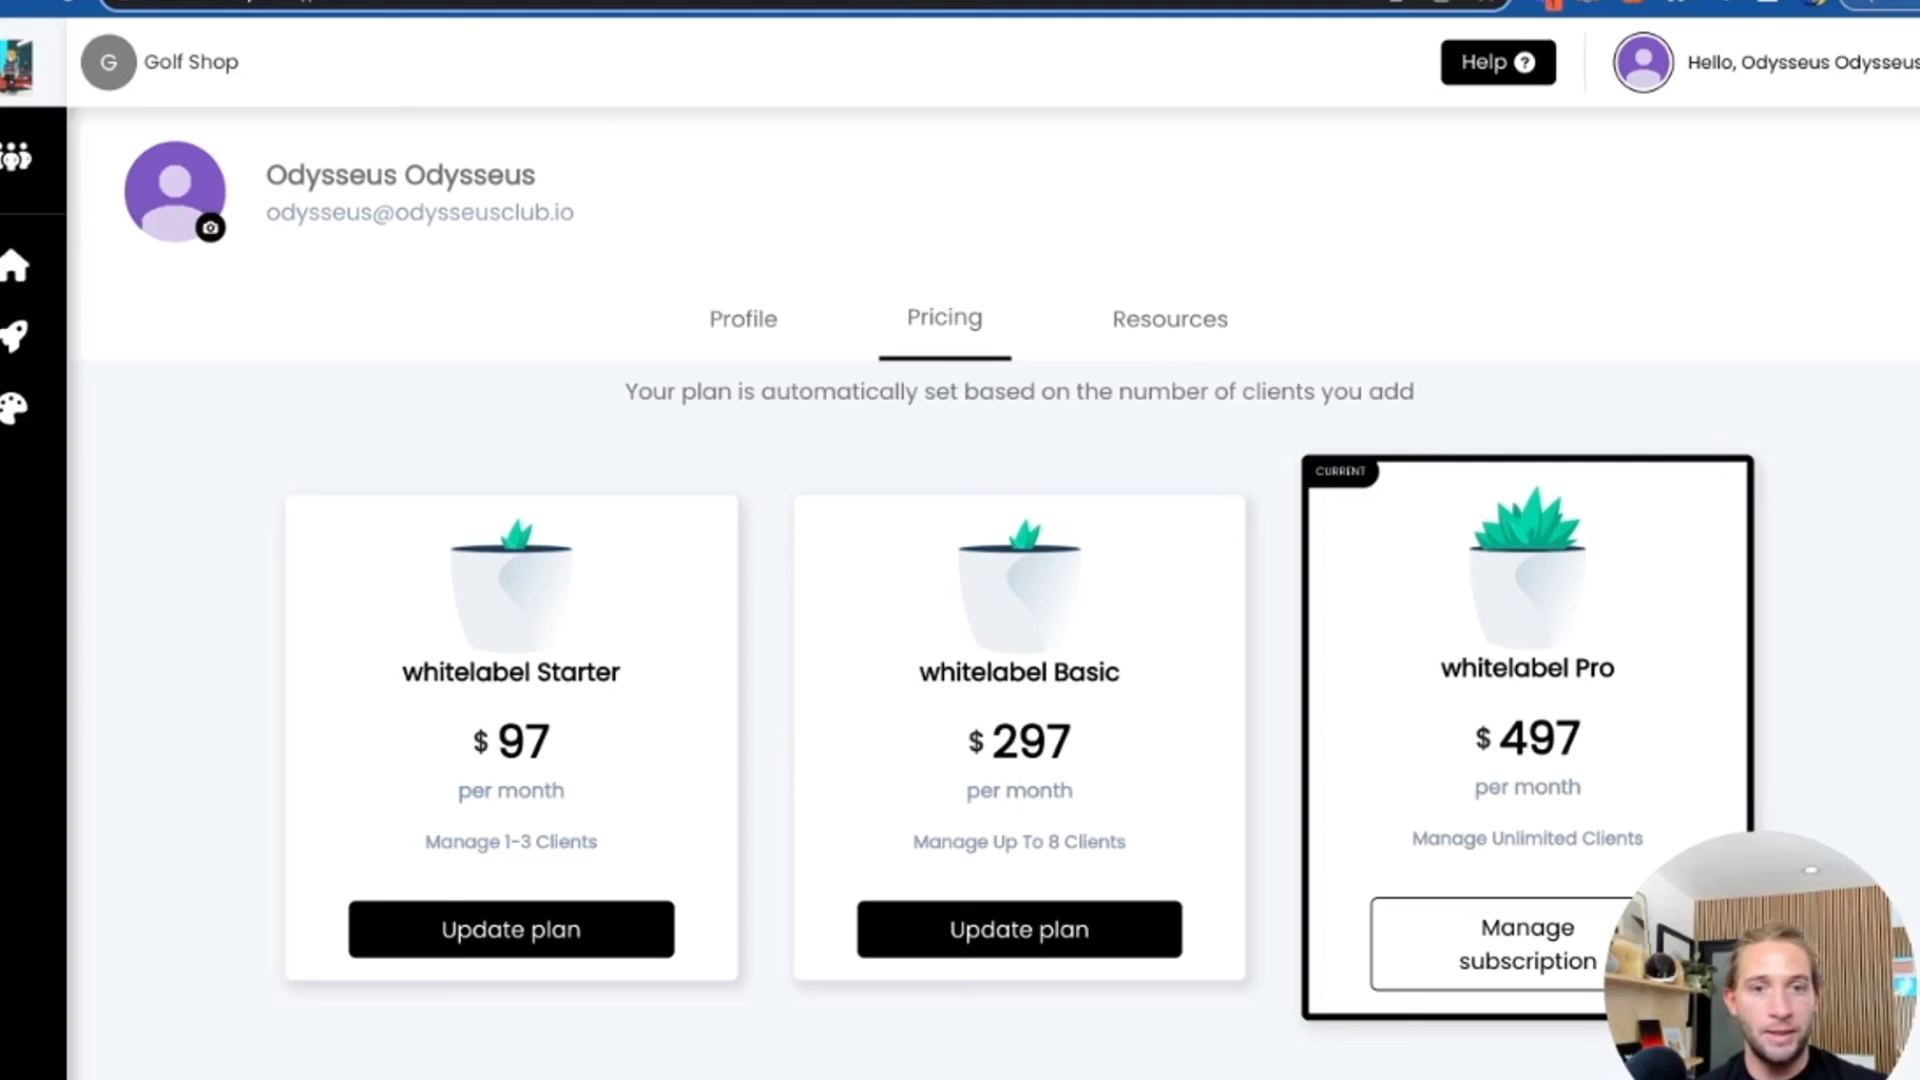 G Golf Shop
Help ?
Hello, Odysseus Odysseus
Odysseus Odysseus
odysseus@odysseusclub.io
Profile
Pricing
Resources
Your plan is automatically set based on the number of clients you add
whitelabel Starter
$ 97
per month
Manage 1-3 Clients
Update plan
whitelabel Basic
$ 297
per month
Manage Up To 8 Clients
Update plan
CURRENT
whitelabel Pro
$ 497
per month
Manage Unlimited Clients
Manage
subscription